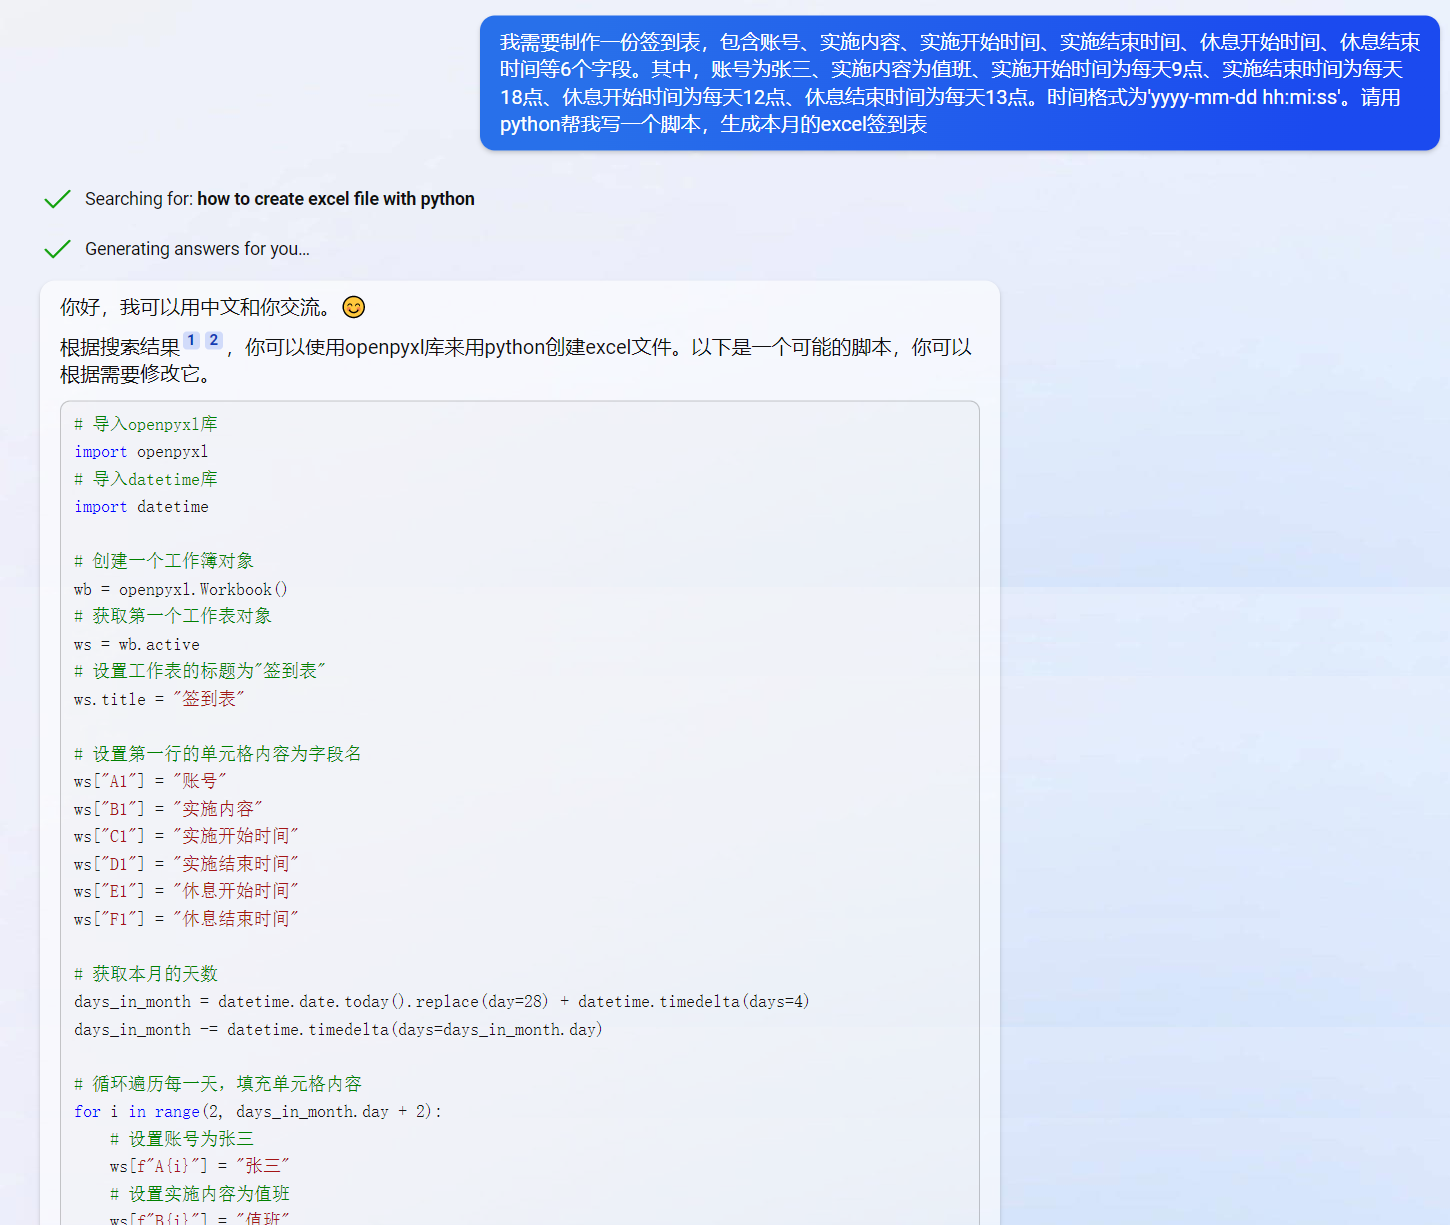 我需要制作一份签到表，包含账号、实施内容、实施开始时间、实施结束时间、休息开始时间、休息结束
时间等6个字段。其中，账号为张三、实施内容为值班、实施开始时间为每天9点、实施结束时间为每天
18点、休息开始时间为每天12点、休息结束时间为每天13点。时间格式为'yyyy-mm-dd hh:mi:ss'。请用
python帮我写一个脚本，生成本月的excel签到表
Searching for: how to create excel file with python
Generating answers for you…
你好，我可以用中文和你交流。😊
根据搜索结果1 2，你可以使用openpyxl库来用python创建excel文件。以下是一个可能的脚本，你可以
根据需要修改它。
# 导入openpyxl库
import openpyxl
# 导入datetime库
import datetime
# 创建一个工作簿对象
wb = openpyxl.Workbook()
# 获取第一个工作表对象
ws = wb.active
# 设置工作表的标题为"签到表"
ws.title = "签到表"
# 设置第一行的单元格内容为字段名
ws["A1"] = "账号"
ws["B1"] = "实施内容"
ws["C1"] = "实施开始时间"
ws["D1"] = "实施结束时间"
ws["E1"] = "休息开始时间"
ws["F1"] = "休息结束时间"
# 获取本月的天数
days_in_month = datetime.date.today().replace(day=28) + datetime.timedelta(days=4)
days_in_month -= datetime.timedelta(days=days_in_month.day)
# 循环遍历每一天，填充单元格内容
for i in range(2, days_in_month.day + 2):
# 设置账号为张三
ws[f"A{i}"] = "张三"
# 设置实施内容为值班
ws[f"B{i}"] = "值班"